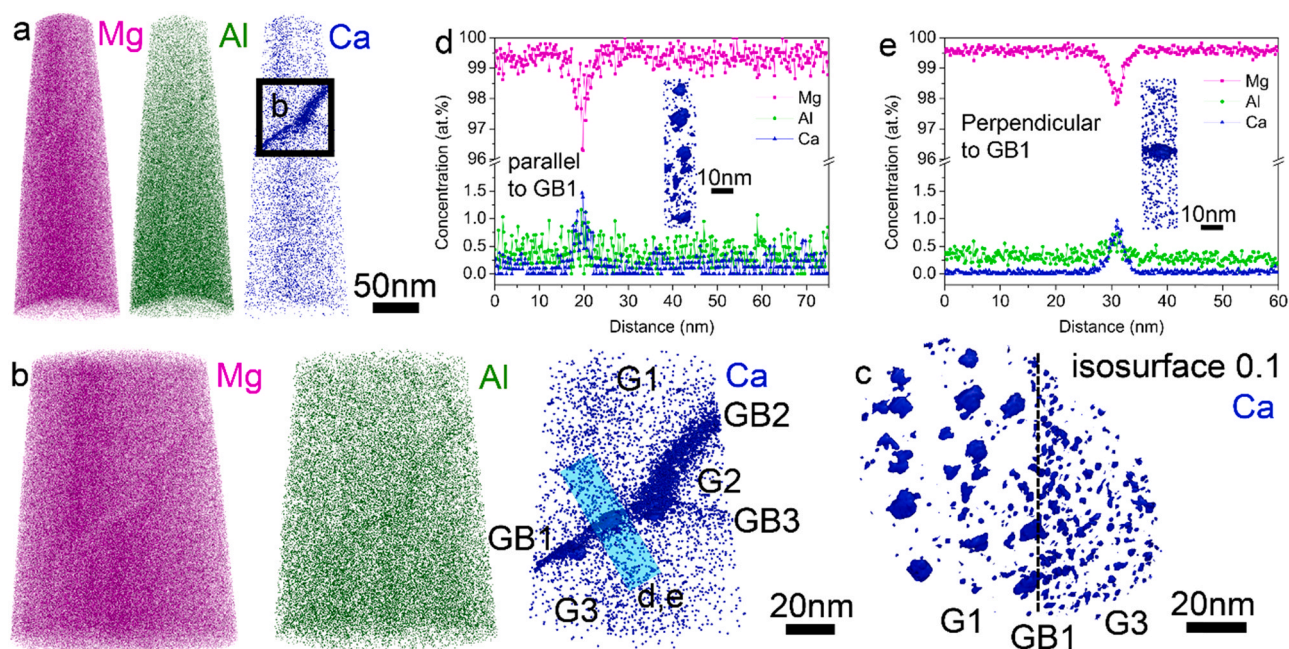 a
Mg
Al
Ca
b
50nm
d
100
99
98
97
96
1.5
1.0
0.5
0.0
Concentration (at.%)
Mg
Al
Ca
parallel
to GB1
10nm
0 10 20 30 40 50 60 70
Distance (nm)
e
100
99
98
97
96
1.5
1.0
0.5
0.0
Concentration (at.%)
Mg
Al
Ca
Perpendicular
to GB1
10nm
0 10 20 30 40 50 60
Distance (nm)
b
Mg
Al
Ca
G1
GB2
G2
GB3
GB1
d,e
G3
20nm
c
isosurface 0.1
Ca
G1
GB1
G3
20nm